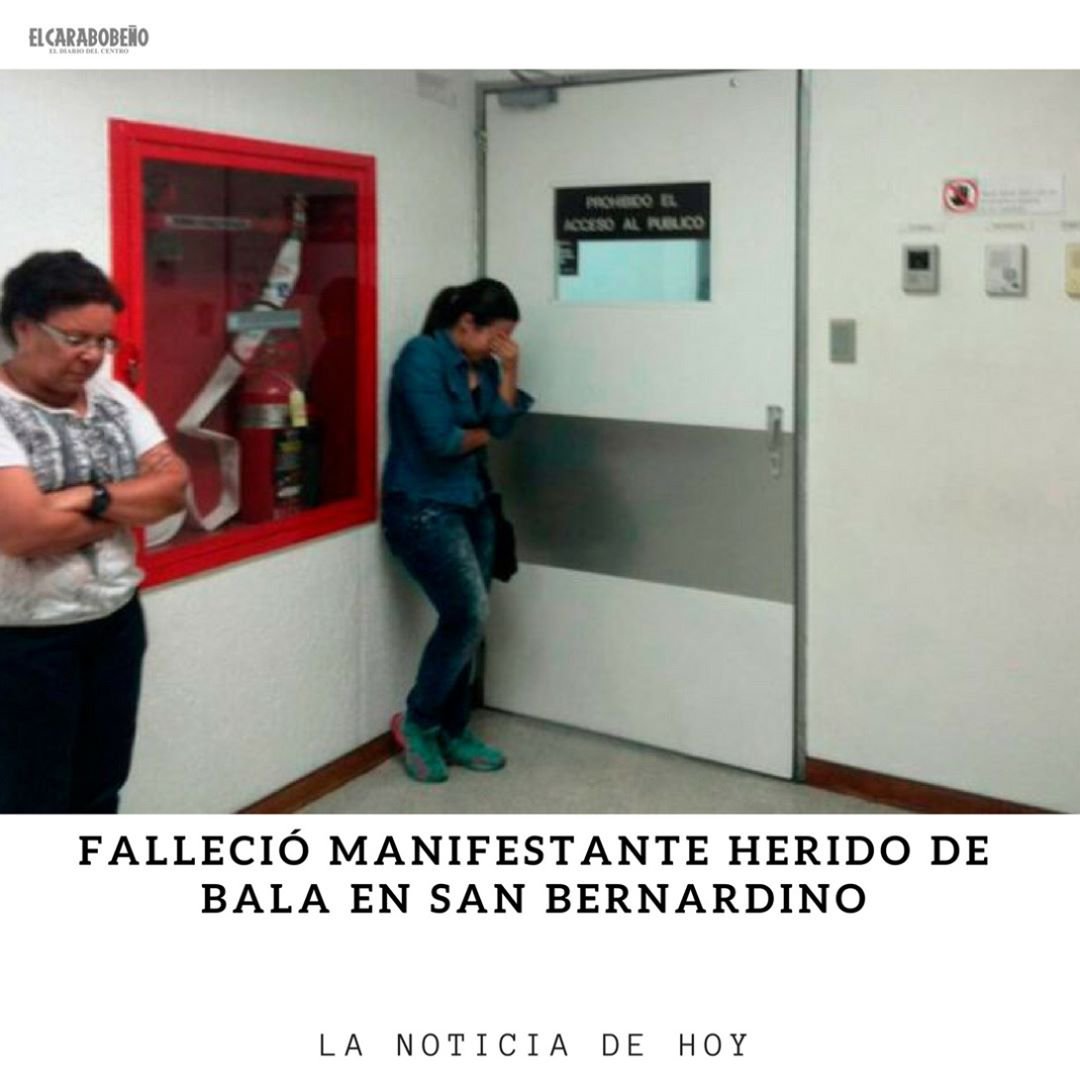 EL CARABOBEÑO
EL DIARIO DEL CENTRO
PROHIBIDO EL
ACCESO AL PUBLICO
FALLECIÓ MANIFESTANTE HERIDO DE
BALA EN SAN BERNARDINO
LA NOTICIA DE HOY